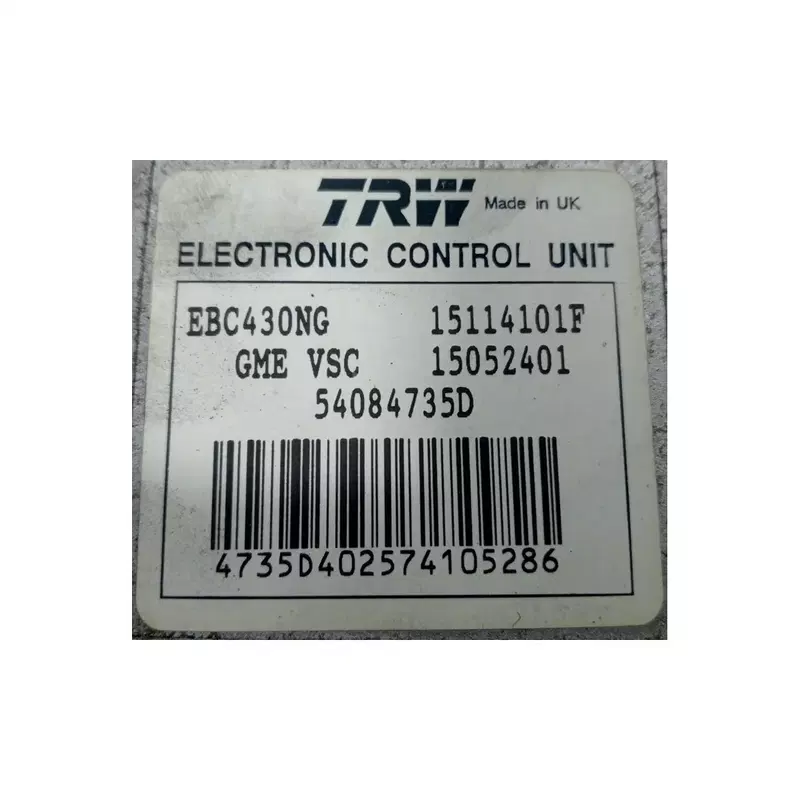 TRW Made in UK
ELECTRONIC CONTROL UNIT
EBC430NG 15114101F
GME VSC 15052401
54084735D
4735D402574105286